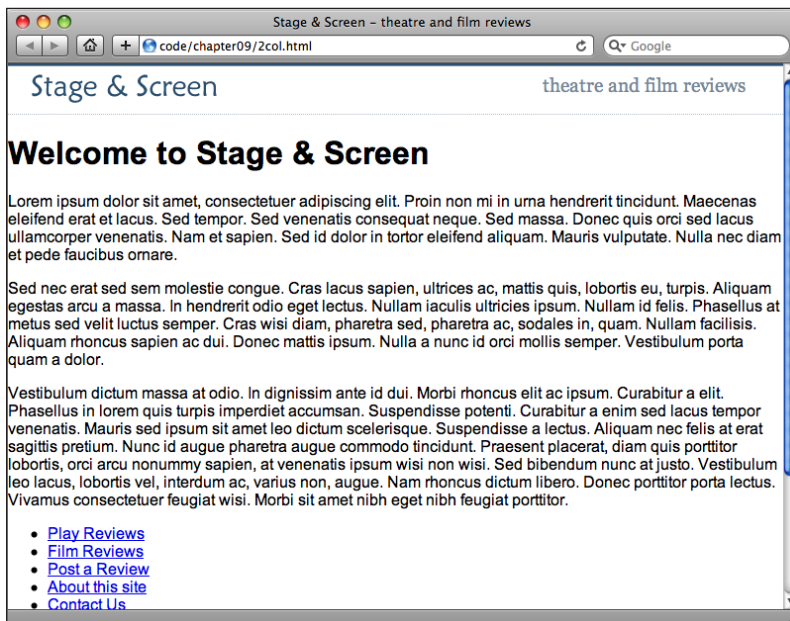 Stage & Screen – theatre and film reviews
code/chapter09/2col.html
Google
Stage & Screen
theatre and film reviews
Welcome to Stage & Screen
Lorem ipsum dolor sit amet, consectetuer adipiscing elit. Proin non mi in urna hendrerit tincidunt. Maecenas
eleifend erat et lacus. Sed tempor. Sed venenatis consequat neque. Sed massa. Donec quis orci sed lacus
ullamcorper venenatis. Nam et sapien. Sed id dolor in tortor eleifend aliquam. Mauris vulputate. Nulla nec diam
et pede faucibus ornare.
Sed nec erat sed sem molestie congue. Cras lacus sapien, ultrices ac, mattis quis, lobortis eu, turpis. Aliquam
egestas arcu a massa. In hendrerit odio eget lectus. Nullam iaculis ultricies ipsum. Nullam id felis. Phasellus at
metus sed velit luctus semper. Cras wisi diam, pharetra sed, pharetra ac, sodales in, quam. Nullam facilisis.
Aliquam rhoncus sapien ac dui. Donec mattis ipsum. Nulla a nunc id orci mollis semper. Vestibulum porta
quam a dolor.
Vestibulum dictum massa at odio. In dignissim ante id dui. Morbi rhoncus elit ac ipsum. Curabitur a elit.
Phasellus in lorem quis turpis imperdiet accumsan. Suspendisse potenti. Curabitur a enim sed lacus tempor
venenatis. Mauris sed ipsum sit amet leo dictum scelerisque. Suspendisse a lectus. Aliquam nec felis at erat
sagittis pretium. Nunc id augue pharetra augue commodo tincidunt. Praesent placerat, diam quis porttitor
lobortis, orci arcu nonummy sapien, at venenatis ipsum wisi non wisi. Sed bibendum nunc at justo. Vestibulum
leo lacus, lobortis vel, interdum ac, varius non, augue. Nam rhoncus dictum libero. Donec porttitor porta lectus.
Vivamus consectetuer feugiat wisi. Morbi sit amet nibh eget nibh feugiat porttitor.
• Play Reviews
• Film Reviews
• Post a Review
• About this site
• Contact Us